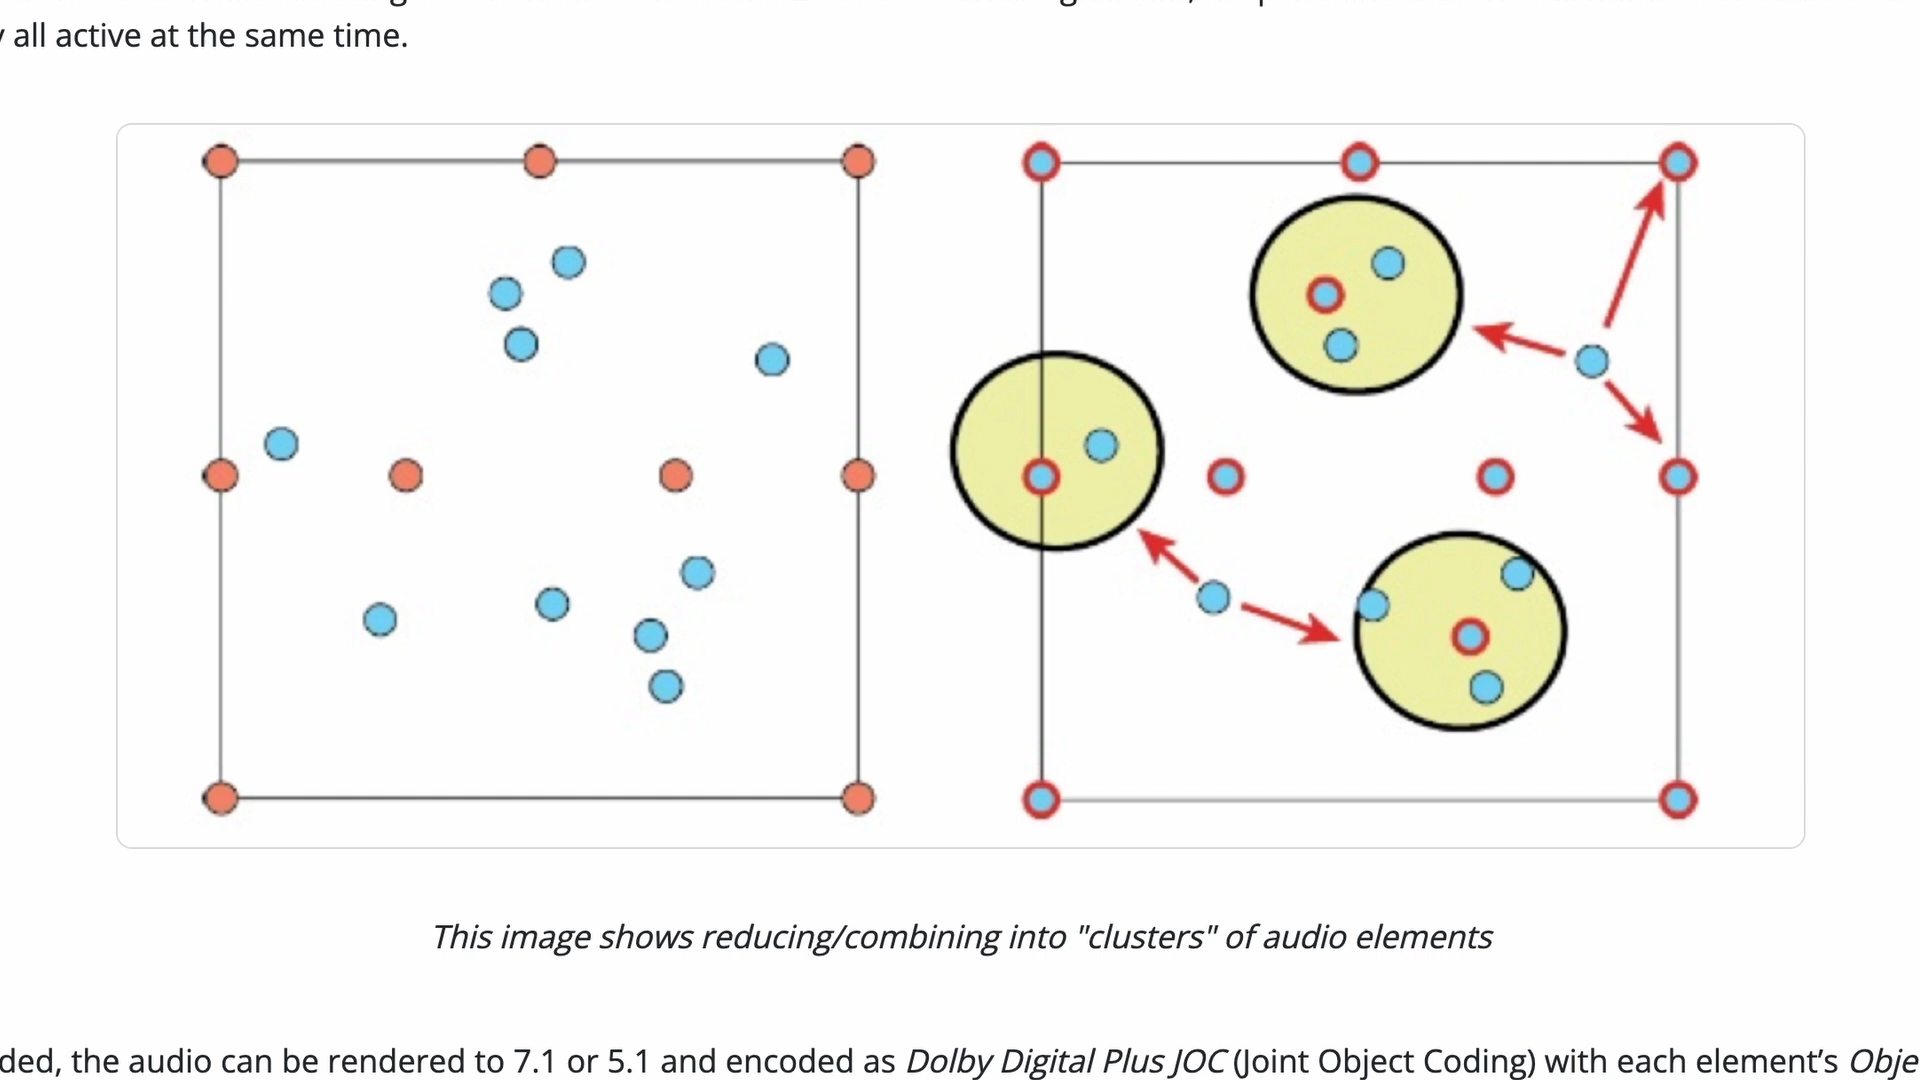 all active at the same time.
This image shows reducing/combining into "clusters" of audio elements
ded, the audio can be rendered to 7.1 or 5.1 and encoded as Dolby Digital Plus JOC (Joint Object Coding) with each element’s Obje